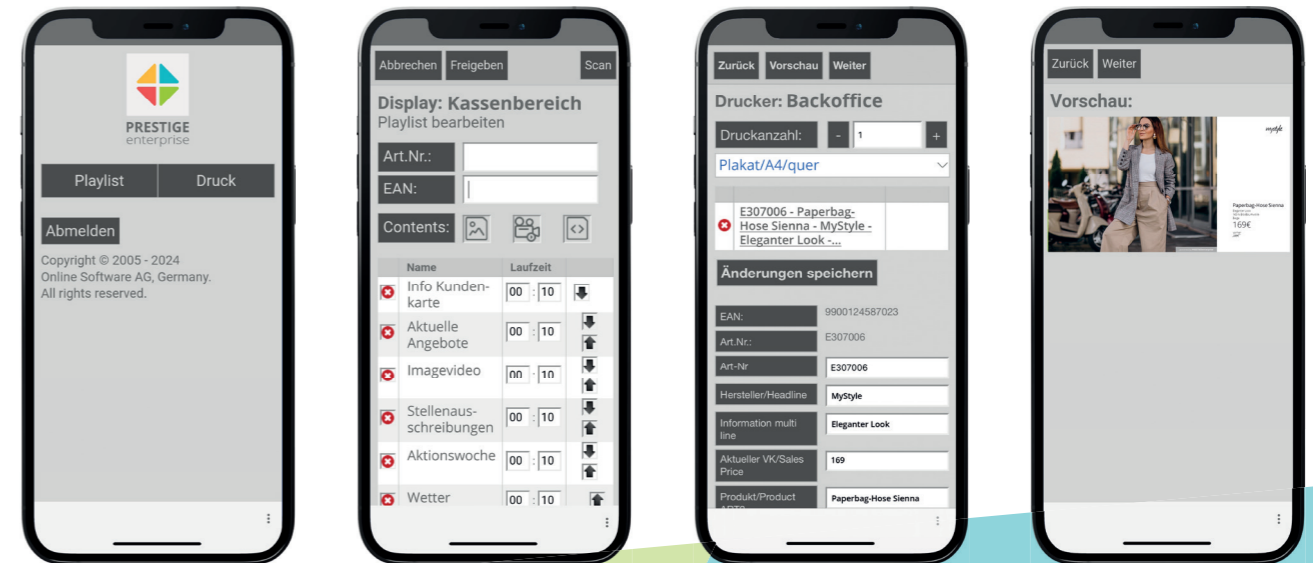 PRESTIGE
enterprise
Playlist
Druck
Abmelden
Copyright © 2005 - 2024
Online Software AG, Germany.
All rights reserved.
Abbrechen
Freigeben
Scan
Display: Kassenbereich
Playlist bearbeiten
Art.Nr.:
EAN:
Contents:
Name
Laufzeit
Info Kunden-
karte
00 : 10
Aktuelle
Angebote
00 : 10
Imagevideo
00 : 10
Stellenaus-
schreibungen
00 : 10
Aktionswoche
00 : 10
Wetter
00 : 10
Zurück
Vorschau
Weiter
Drucker: Backoffice
Druckanzahl:
-
1
+
Plakat/A4/quer
E307006 - Paperbag-
Hose Sienna - MyStyle -
Eleganter Look -...
Änderungen speichern
EAN:
9900124587023
Art.Nr.:
E307006
Art-Nr
E307006
Hersteller/Headline
MyStyle
Information multi
line
Eleganter Look
Aktueller VK/Sales
Price
169
Produkt/Product
Paperbag-Hose Sienna
Zurück
Weiter
Vorschau:
mystyle
Paperbag-Hose Sienna
169€